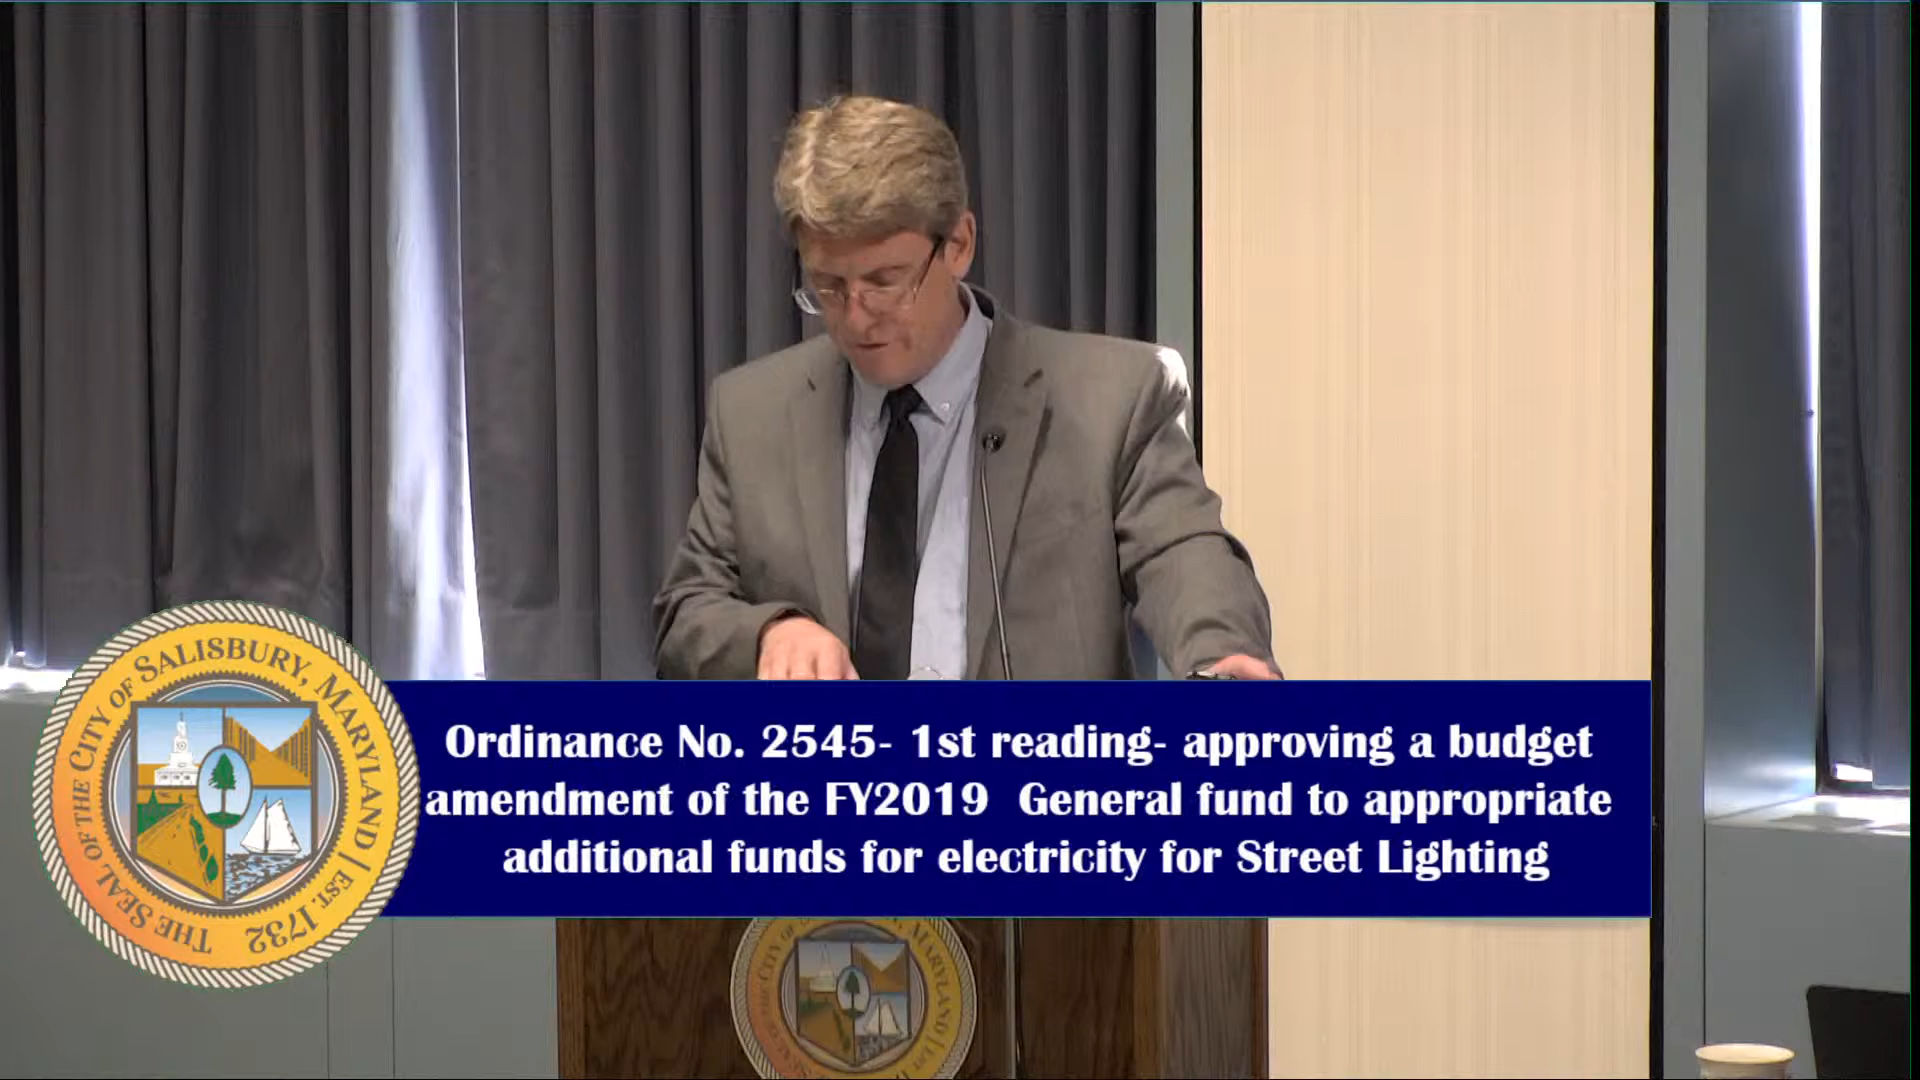 THE SEAL OF THE CITY OF SALISBURY, MARYLAND | EST. 1732
Ordinance No. 2545- 1st reading- approving a budget
amendment of the FY2019 General fund to appropriate
additional funds for electricity for Street Lighting
MARYLAND